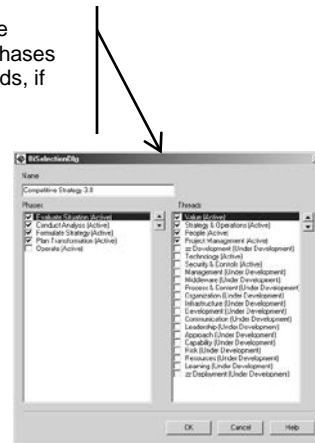 e
hases
ds, if
BiSelectionDlg
Name
Competitive Strategy 3.0
Phases
Evaluate Situation (Active)
Conduct Analysis (Active)
Formulate Strategy (Active)
Plan Transformation (Active)
Operate (Active)
Threads
Value (Active)
Strategy & Operations (Active)
People (Active)
Project Management (Active)
zz Development (Under Development)
Technology (Active)
Security & Controls (Active)
Management (Under Development)
Middleware (Under Development)
Process & Content (Under Development)
Organization (Under Development)
Infrastructure (Under Development)
Development (Under Development)
Communication (Under Development)
Leadership (Under Development)
Approach (Under Development)
Capability (Under Development)
Risk (Under Development)
Resources (Under Development)
Learning (Under Development)
zz Deployment (Under Development)
OK Cancel Help